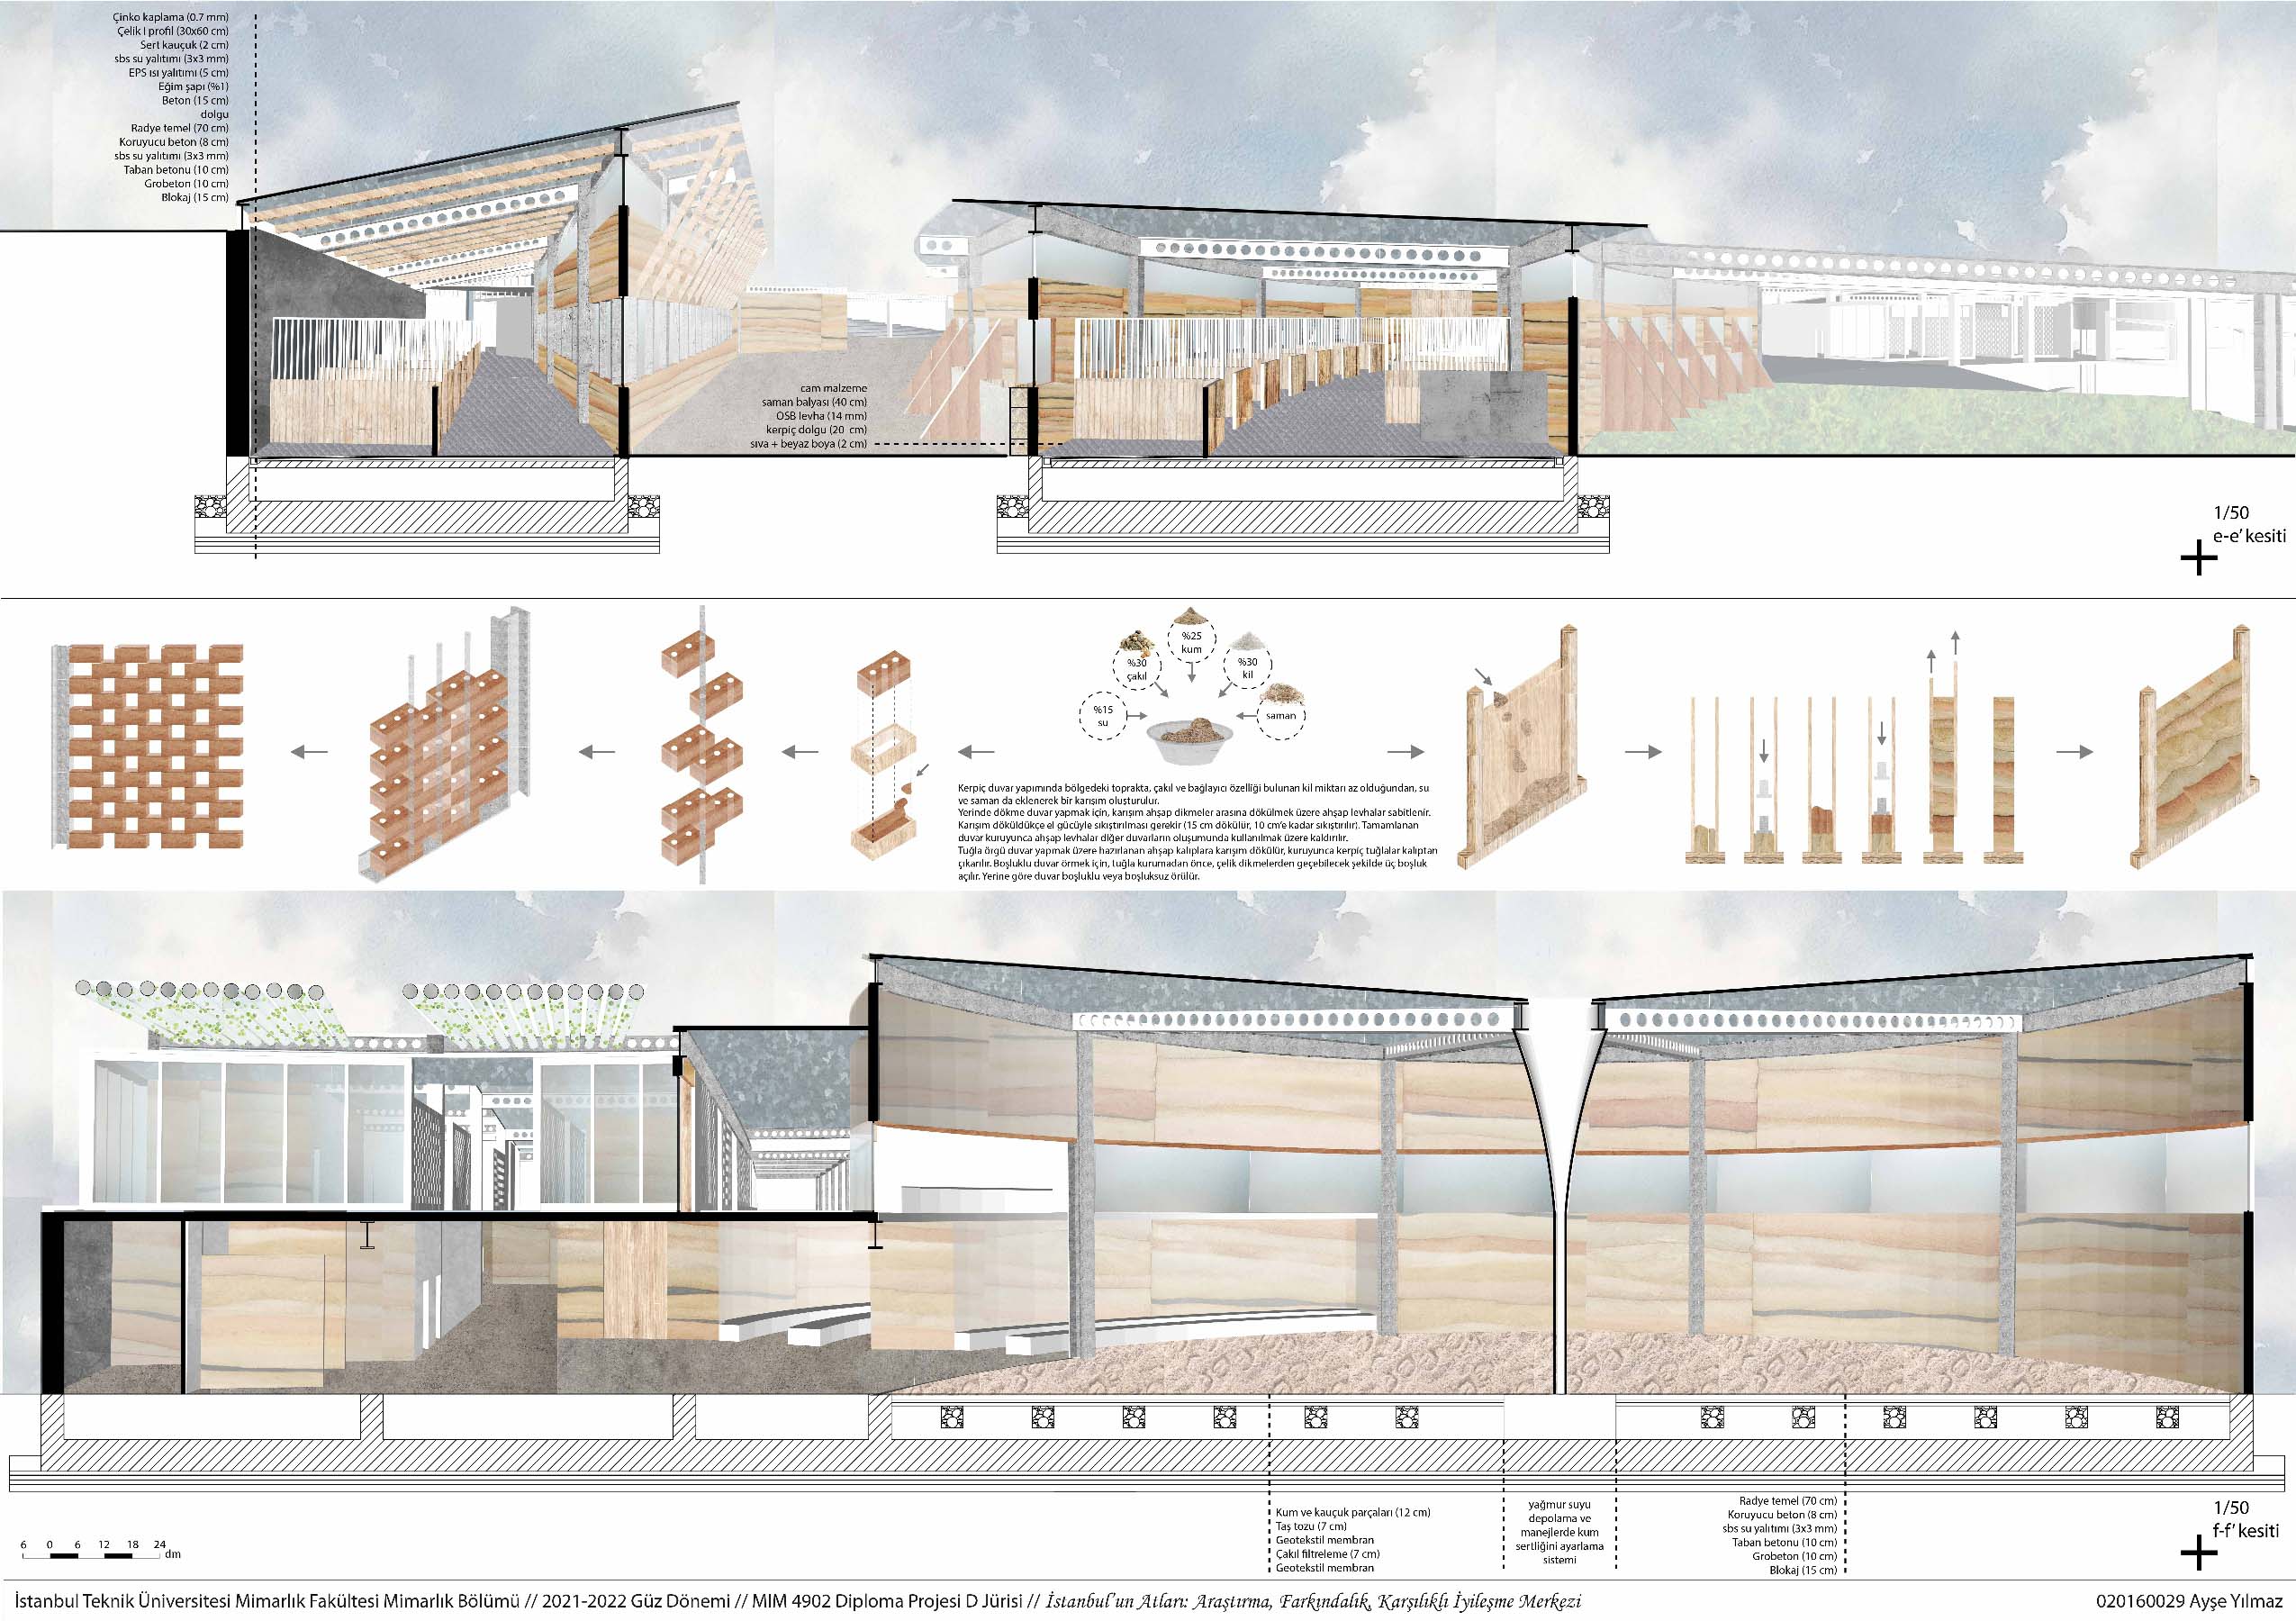 Çinko kaplama (0.7 mm)
Çelik I profil (30x60 cm)
Sert kauçuk (2 cm)
sbs su yalıtımı (3x3 mm)
EPS ısı yalıtımı (5 cm)
Eğim şapı (%1)
Beton (15 cm)
dolgu
Radye temel (70 cm)
Koruyucu beton (8 cm)
sbs su yalıtımı (3x3 mm)
Taban betonu (10 cm)
Grobeton (10 cm)
Blokaj (15 cm)
cam malzeme
saman balyası (40 cm)
OSB levha (14 mm)
kerpiç dolgu (20 cm)
sıva + beyaz boya (2 cm)
1/50
e-e' kesiti
%25
kum
%30
çakıl
%30
kil
%15
su
saman
Kerpiç duvar yapımında bölgedeki toprakta, çakıl ve bağlayıcı özelliği bulunan kil miktarı az olduğundan, su
ve saman da eklenerek bir karışım oluşturulur.
Yerinde dökme duvar yapmak için, karışım ahşap dikmeler arasına dökülmek üzere ahşap levhalar sabitlenir.
Karışım döküldükçe el gücüyle sıkıştırılması gerekir (15 cm dökülür, 10 cm'e kadar sıkıştırılır). Tamamlanan
duvar kuruyunca ahşap levhalar diğer duvarların oluşumunda kullanılmak üzere kaldırılır.
Tuğla örgü duvar yapmak üzere hazırlanan ahşap kalıplara karışım dökülür, kuruyunca kerpiç tuğlalar kalıptan
çıkarılır. Boşluklu duvar örmek için, tuğla kurumadan önce, çelik dikmelerden geçebilecek şekilde üç boşluk
açılır. Yerine göre duvar boşluklu veya boşluksuz örülür.
Kum ve kauçuk parçaları (12 cm)
Taş tozu (7 cm)
Geotekstil membran
Çakıl filtreleme (7 cm)
Geotekstil membran
yağmur suyu
depolama ve
manejlerde kum
sertliğini ayarlama
sistemi
Radye temel (70 cm)
Koruyucu beton (8 cm)
sbs su yalıtımı (3x3 mm)
Taban betonu (10 cm)
Grobeton (10 cm)
Blokaj (15 cm)
1/50
f-f' kesiti
6 0 6 12 18 24
dm
İstanbul Teknik Üniversitesi Mimarlık Fakültesi Mimarlık Bölümü // 2021-2022 Güz Dönemi // MIM 4902 Diploma Projesi D Jürisi // İstanbul'un Atları: Araştırma, Farkındalık, Karşılıklı İyileşme Merkezi
020160029 Ayşe Yılmaz